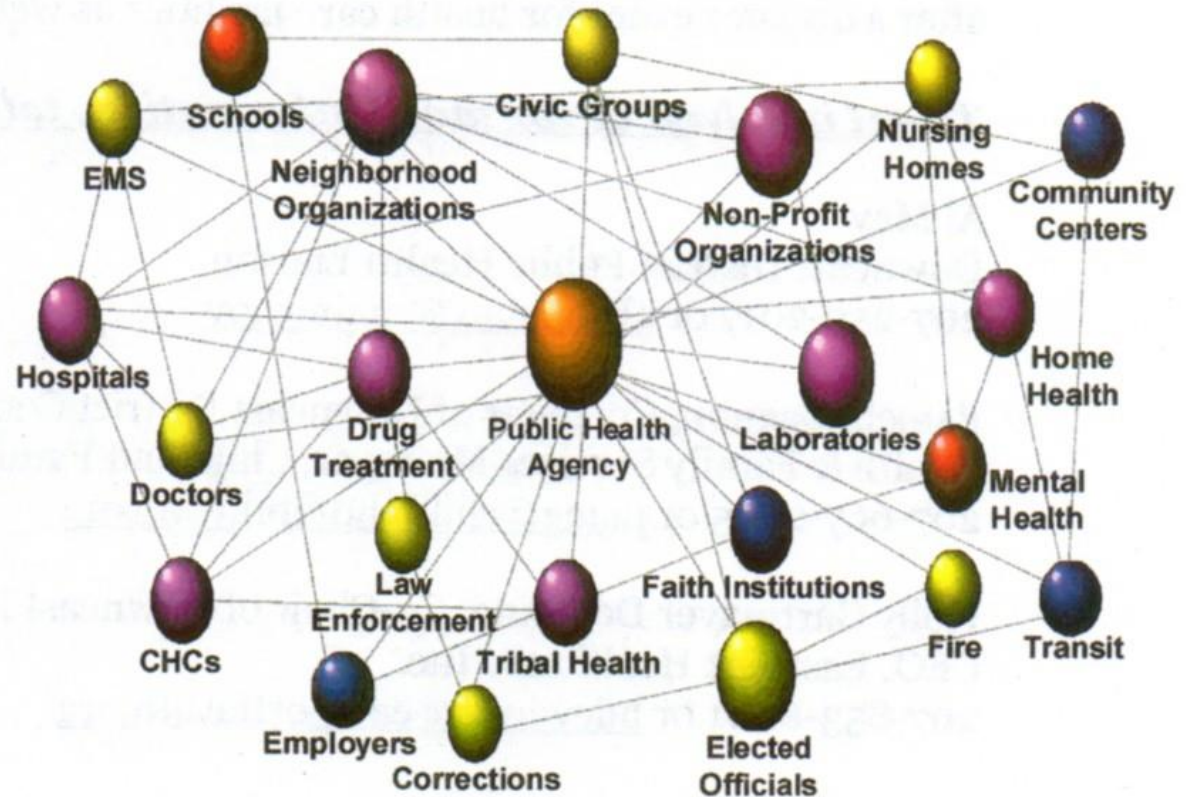 Schools
Civic Groups
EMS
Neighborhood
Organizations
Nursing
Homes
Non-Profit
Organizations
Community
Centers
Hospitals
Home
Health
Drug
Treatment
Public Health
Agency
Laboratories
Doctors
Mental
Health
Law
Enforcement
Faith Institutions
CHCs
Tribal Health
Fire
Transit
Employers
Corrections
Elected
Officials